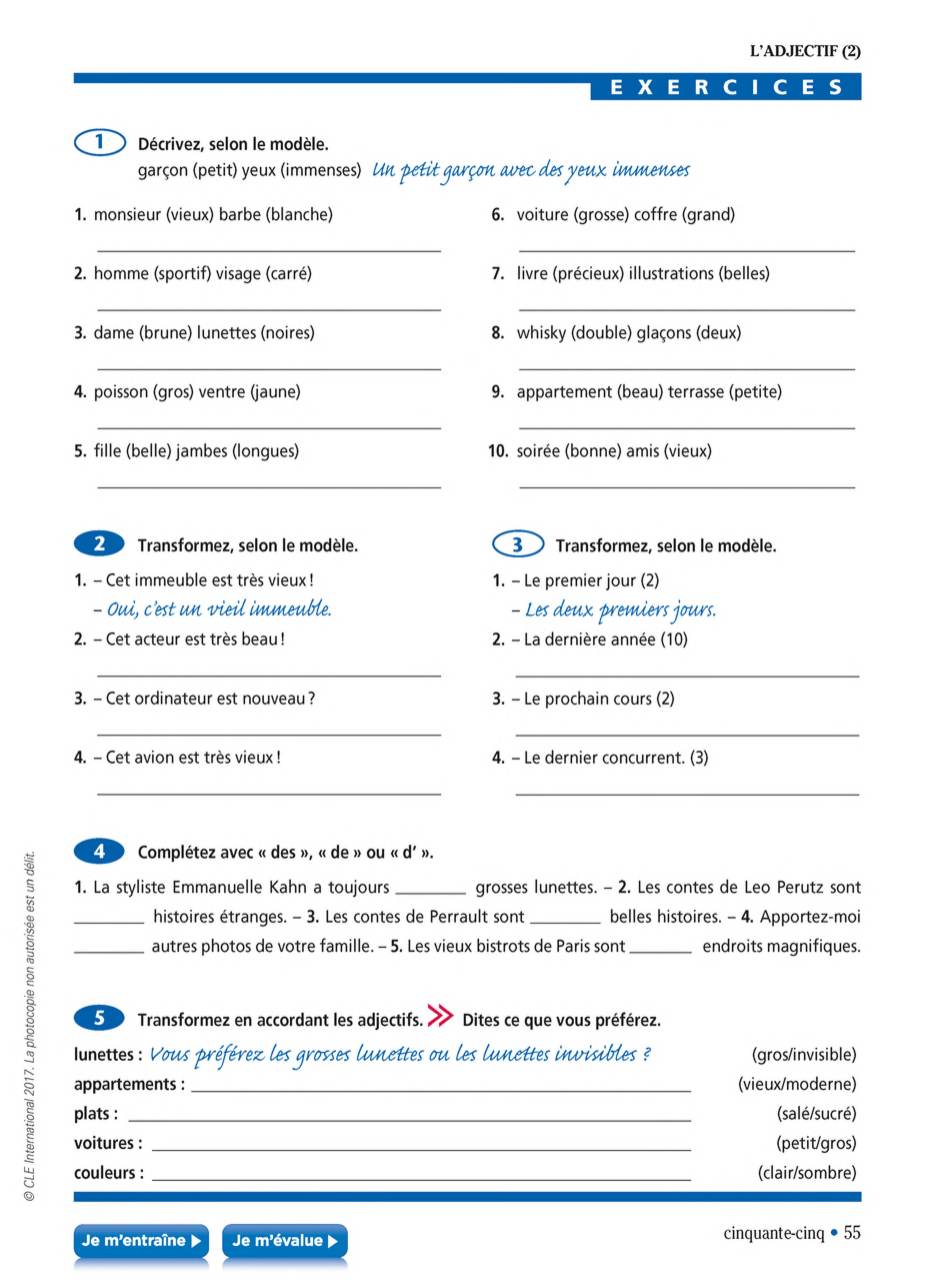 L'ADJECTIF (2)
EXERCICES
1 Décrivez, selon le modèle.
garçon (petit) yeux (immenses) Un petit garçon avec des yeux immenses
1. monsieur (vieux) barbe (blanche)
2. homme (sportif) visage (carré)
3. dame (brune) lunettes (noires)
4. poisson (gros) ventre (jaune)
5. fille (belle) jambes (longues)
6. voiture (grosse) coffre (grand)
7. livre (précieux) illustrations (belles)
8. whisky (double) glaçons (deux)
9. appartement (beau) terrasse (petite)
10. soirée (bonne) amis (vieux)
2 Transformez, selon le modèle.
1. – Cet immeuble est très vieux !
– Oui, c'est un vieil immeuble.
2. – Cet acteur est très beau !
3. – Cet ordinateur est nouveau ?
4. – Cet avion est très vieux !
3 Transformez, selon le modèle.
1. – Le premier jour (2)
– Les deux premiers jours.
2. – La dernière année (10)
3. – Le prochain cours (2)
4. – Le dernier concurrent. (3)
4 Complétez avec « des », « de » ou « d' ».
1. La styliste Emmanuelle Kahn a toujours ________ grosses lunettes. – 2. Les contes de Leo Perutz sont
________ histoires étranges. – 3. Les contes de Perrault sont ________ belles histoires. – 4. Apportez-moi
________ autres photos de votre famille. – 5. Les vieux bistrots de Paris sont ________ endroits magnifiques.
5 Transformez en accordant les adjectifs. Dites ce que vous préférez.
lunettes : Vous préférez les grosses lunettes ou les lunettes invisibles ? (gros/invisible)
appartements : ________ (vieux/moderne)
plats : ________ (salé/sucré)
voitures : ________ (petit/gros)
couleurs : ________ (clair/sombre)
© CLE International 2017. La photocopie non autorisée est un délit.
Je m'entraîne Je m'évalue
cinquante-cinq • 55